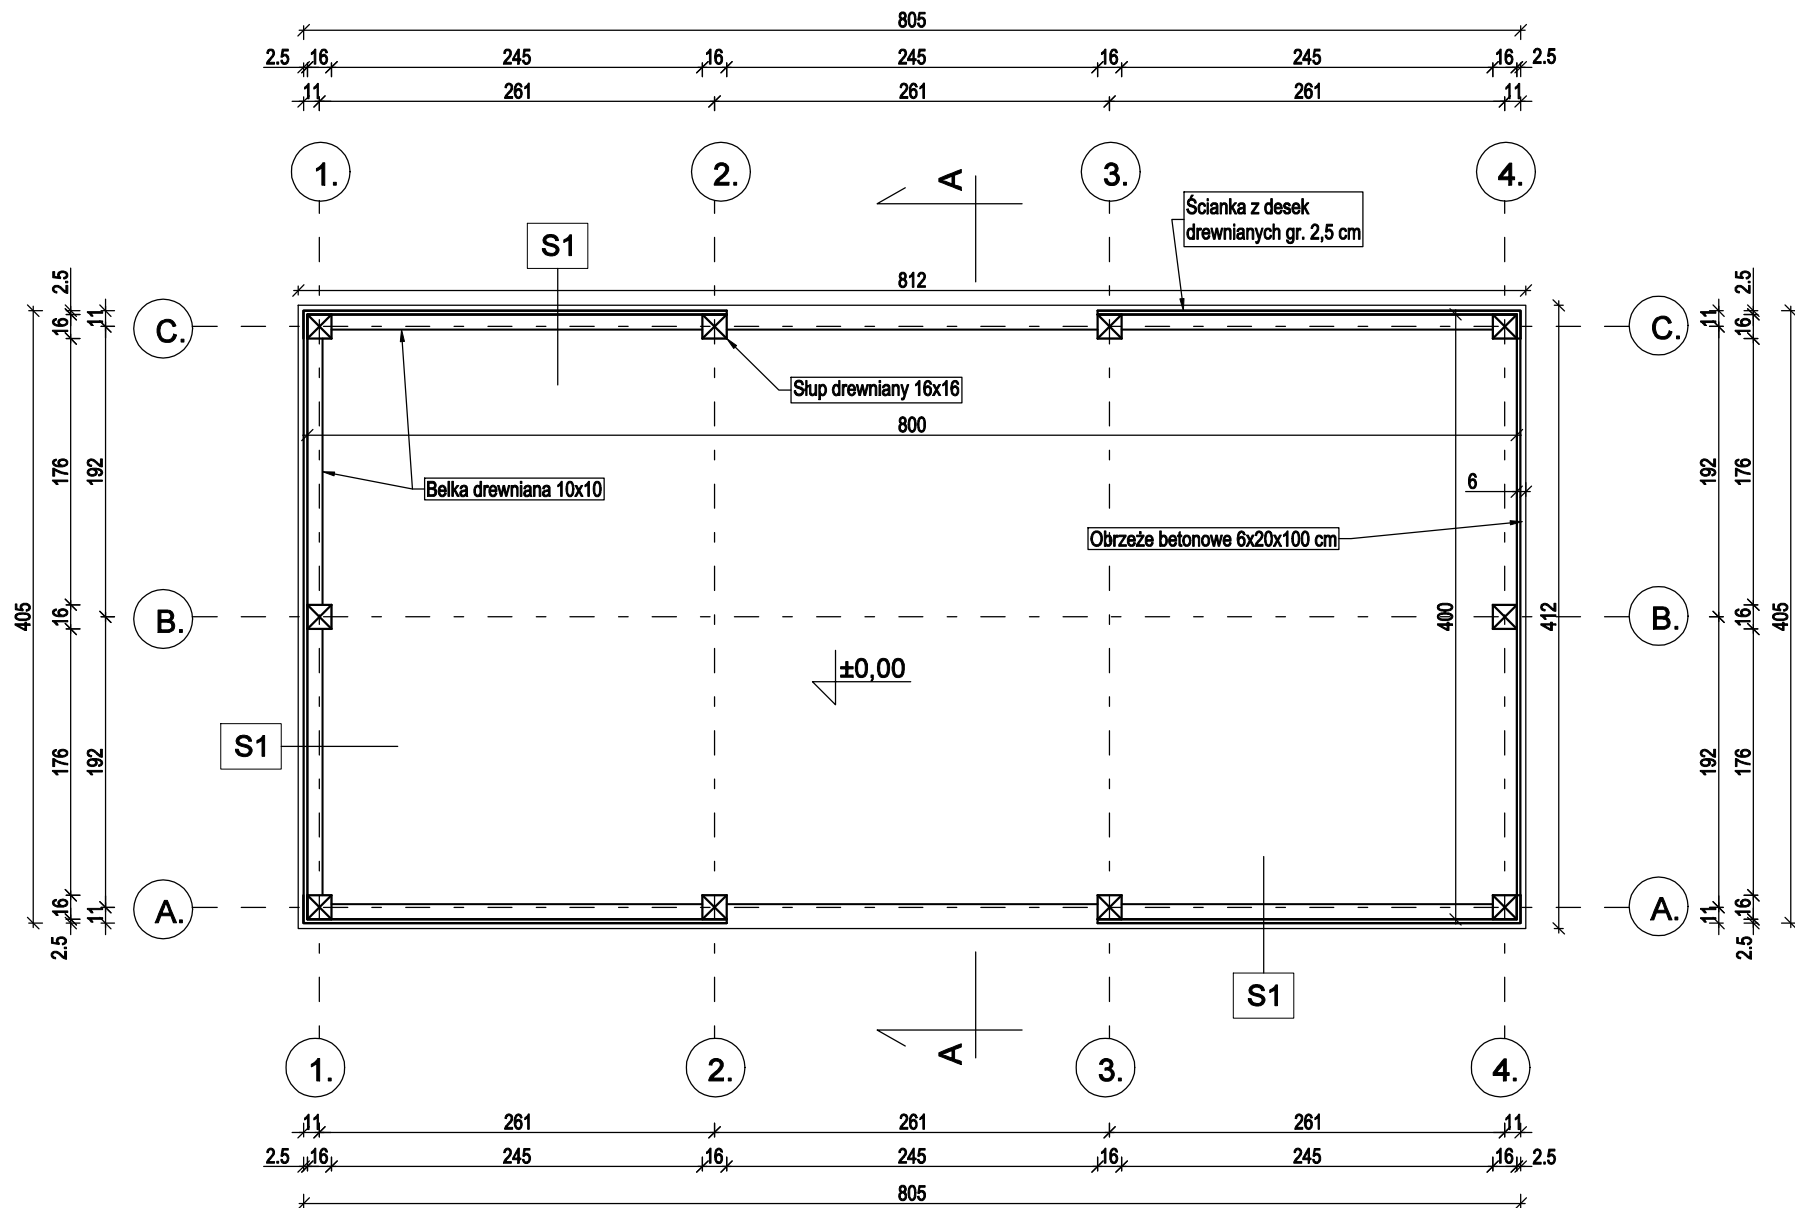 805
2.5 16 245 16 245 16 245 16 2.5
11 261 261 261 11
1. 2. 3. 4.
A
Ścianka z desek
drewnianych gr. 2,5 cm
S1
812
2.5 2.5
C. 16 11 C. 11 16
Słup drewniany 16x16
800
176 192 192 176
6
Belka drewniana 10x10
Obrzeże betonowe 6x20x100 cm
405 16 B. 400 412 B. 16 405
±0,00
S1
176 192 192 176
A. 16 11 A. 11 16
2.5 2.5
S1
A
1. 2. 3. 4.
11 261 261 261 11
2.5 16 245 16 245 16 245 16 2.5
805